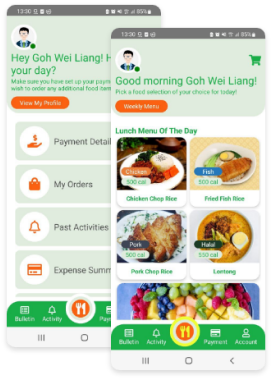 13:30
85%
Hey Goh Wei Liang! H
your day?
Make sure you have set up your paym
wish to order any additional food item
View My Profile
Payment Detail
My Orders
Past Activities
Expense Summ
Bulletin
Activity
13:30
85%
Good morning Goh Wei Liang!
Pick a food selection of your choice for today!
Weekly Menu
Lunch Menu Of The Day
Chicken
500 cal
Chicken Chop Rice
Fish
500 cal
Fried Fish Rice
Pork
500 cal
Pork Chop Rice
Halal
500 cal
Lontong
Bulletin
Activity
Payment
Account